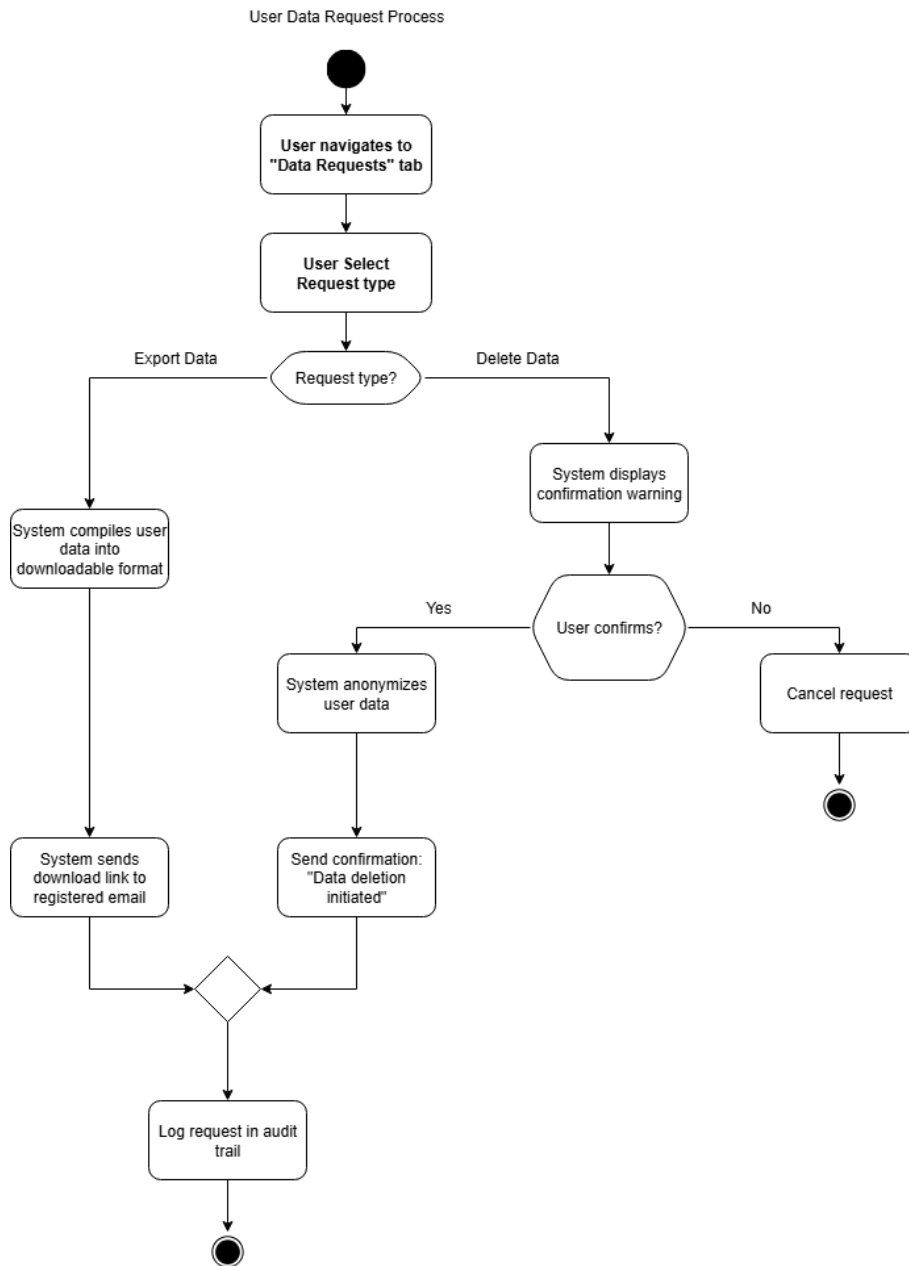 User Data Request Process
User navigates to
"Data Requests" tab
User Select
Request type
Export Data
Request type?
Delete Data
System displays
confirmation warning
System compiles user
data into
downloadable format
Yes
User confirms?
No
System anonymizes
user data
Cancel request
System sends
download link to
registered email
Send confirmation:
"Data deletion
initiated"
Log request in audit
trail